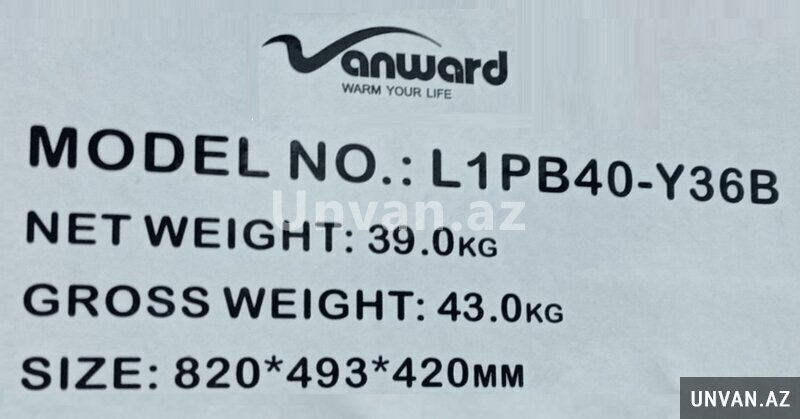 Vanward
WARM YOUR LIFE
MODEL NO.: L1PB40-Y36B
Unvan.az
NET WEIGHT: 39.0KG
GROSS WEIGHT: 43.0KG
SIZE: 820*493*420MM
UNVAN.AZ